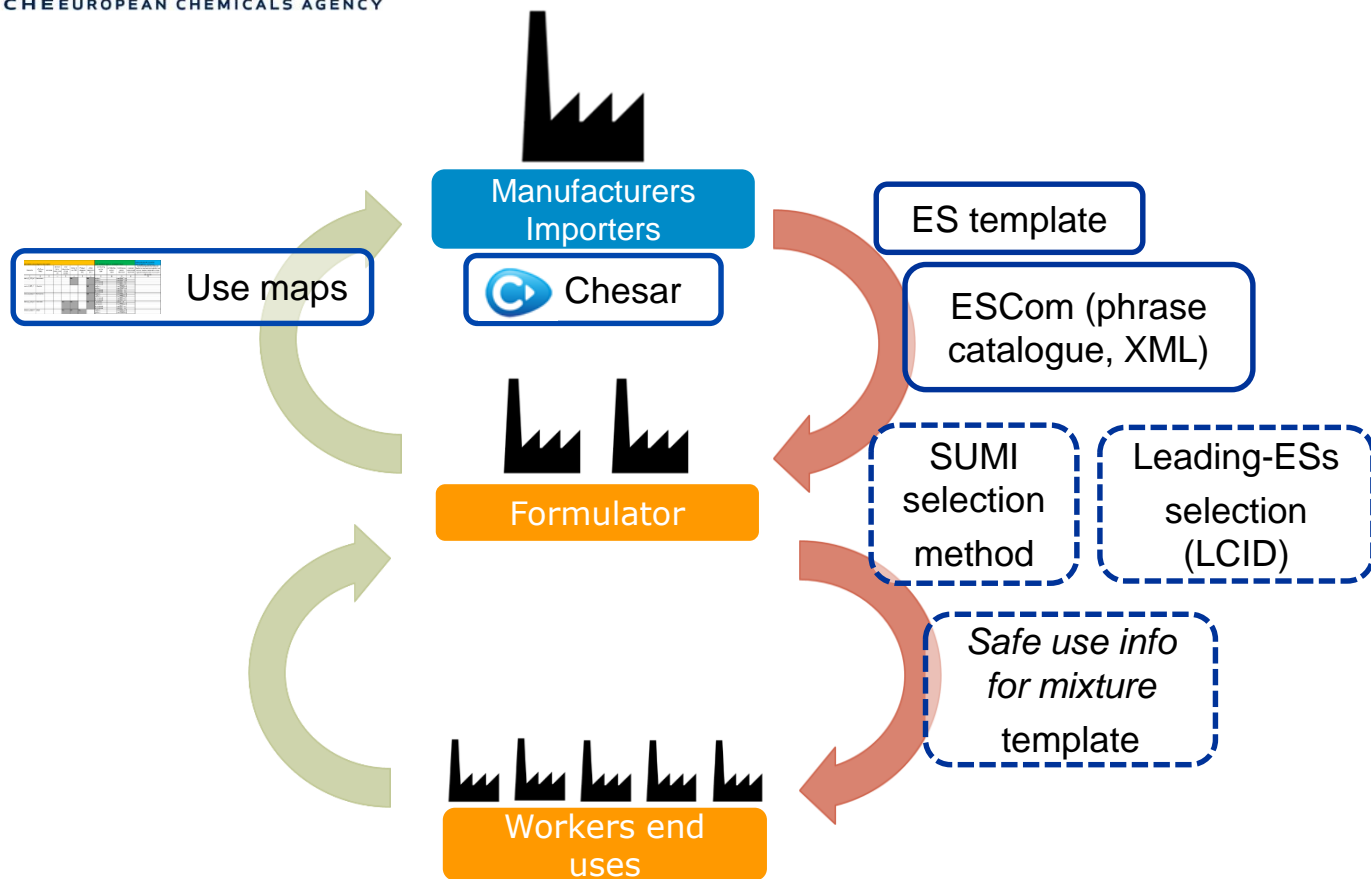 CHEEUROPEAN CHEMICALS AGENCY
Manufacturers
Importers
ES template
Use maps
Chesar
ESCom (phrase
catalogue, XML)
SUMI
selection
method
Leading-ESs
selection
(LCID)
Formulator
Safe use info
for mixture
template
Workers end
uses